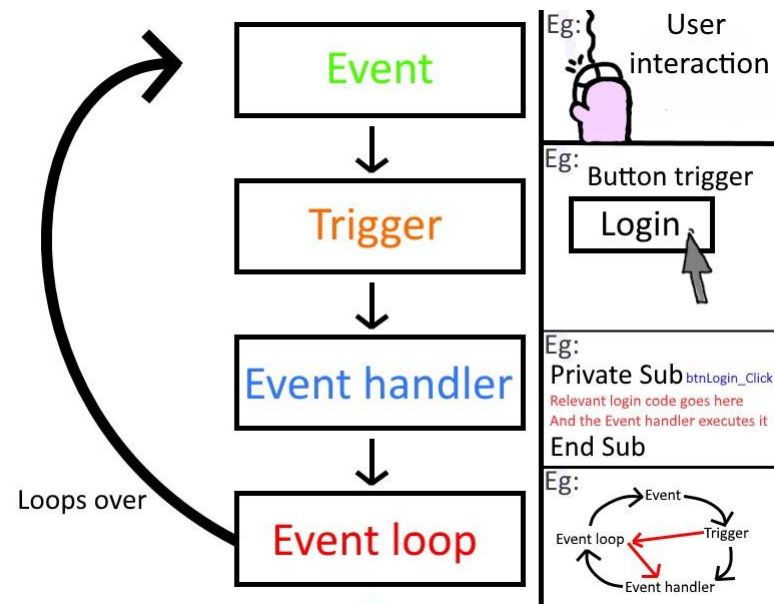 Event
Trigger
Event handler
Event loop
Loops over
Eg:
User
interaction
Eg:
Button trigger
Login
Eg:
Private Sub btnLogin_Click
Relevant login code goes here
And the Event handler executes it
End Sub
Eg:
Event
Trigger
Event loop
Event handler